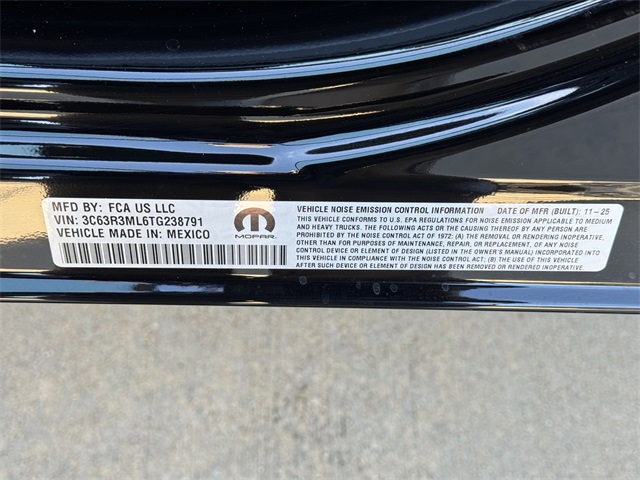 MFD BY: FCA US LLC
VIN: 3C63R3ML6TG238791
VEHICLE MADE IN: MEXICO
MOPAR
VEHICLE NOISE EMISSION CONTROL INFORMATION DATE OF MFR (BUILT): 11-25
THIS VEHICLE CONFORMS TO U.S. EPA REGULATIONS FOR NOISE EMISSION APPLICABLE TO MEDIUM
AND HEAVY TRUCKS. THE FOLLOWING ACTS OR THE CAUSING THEREOF BY ANY PERSON ARE
PROHIBITED BY THE NOISE CONTROL ACT OF 1972: (A) THE REMOVAL OR RENDERING INOPERATIVE,
OTHER THAN FOR PURPOSES OF MAINTENANCE, REPAIR, OR REPLACEMENT, OF ANY NOISE
CONTROL DEVICE OR ELEMENT OF DESIGN (LISTED IN THE OWNER'S MANUAL) INCORPORATED INTO
THIS VEHICLE IN COMPLIANCE WITH THE NOISE CONTROL ACT; (B) THE USE OF THIS VEHICLE
AFTER SUCH DEVICE OR ELEMENT OF DESIGN HAS BEEN REMOVED OR RENDERED INOPERATIVE.